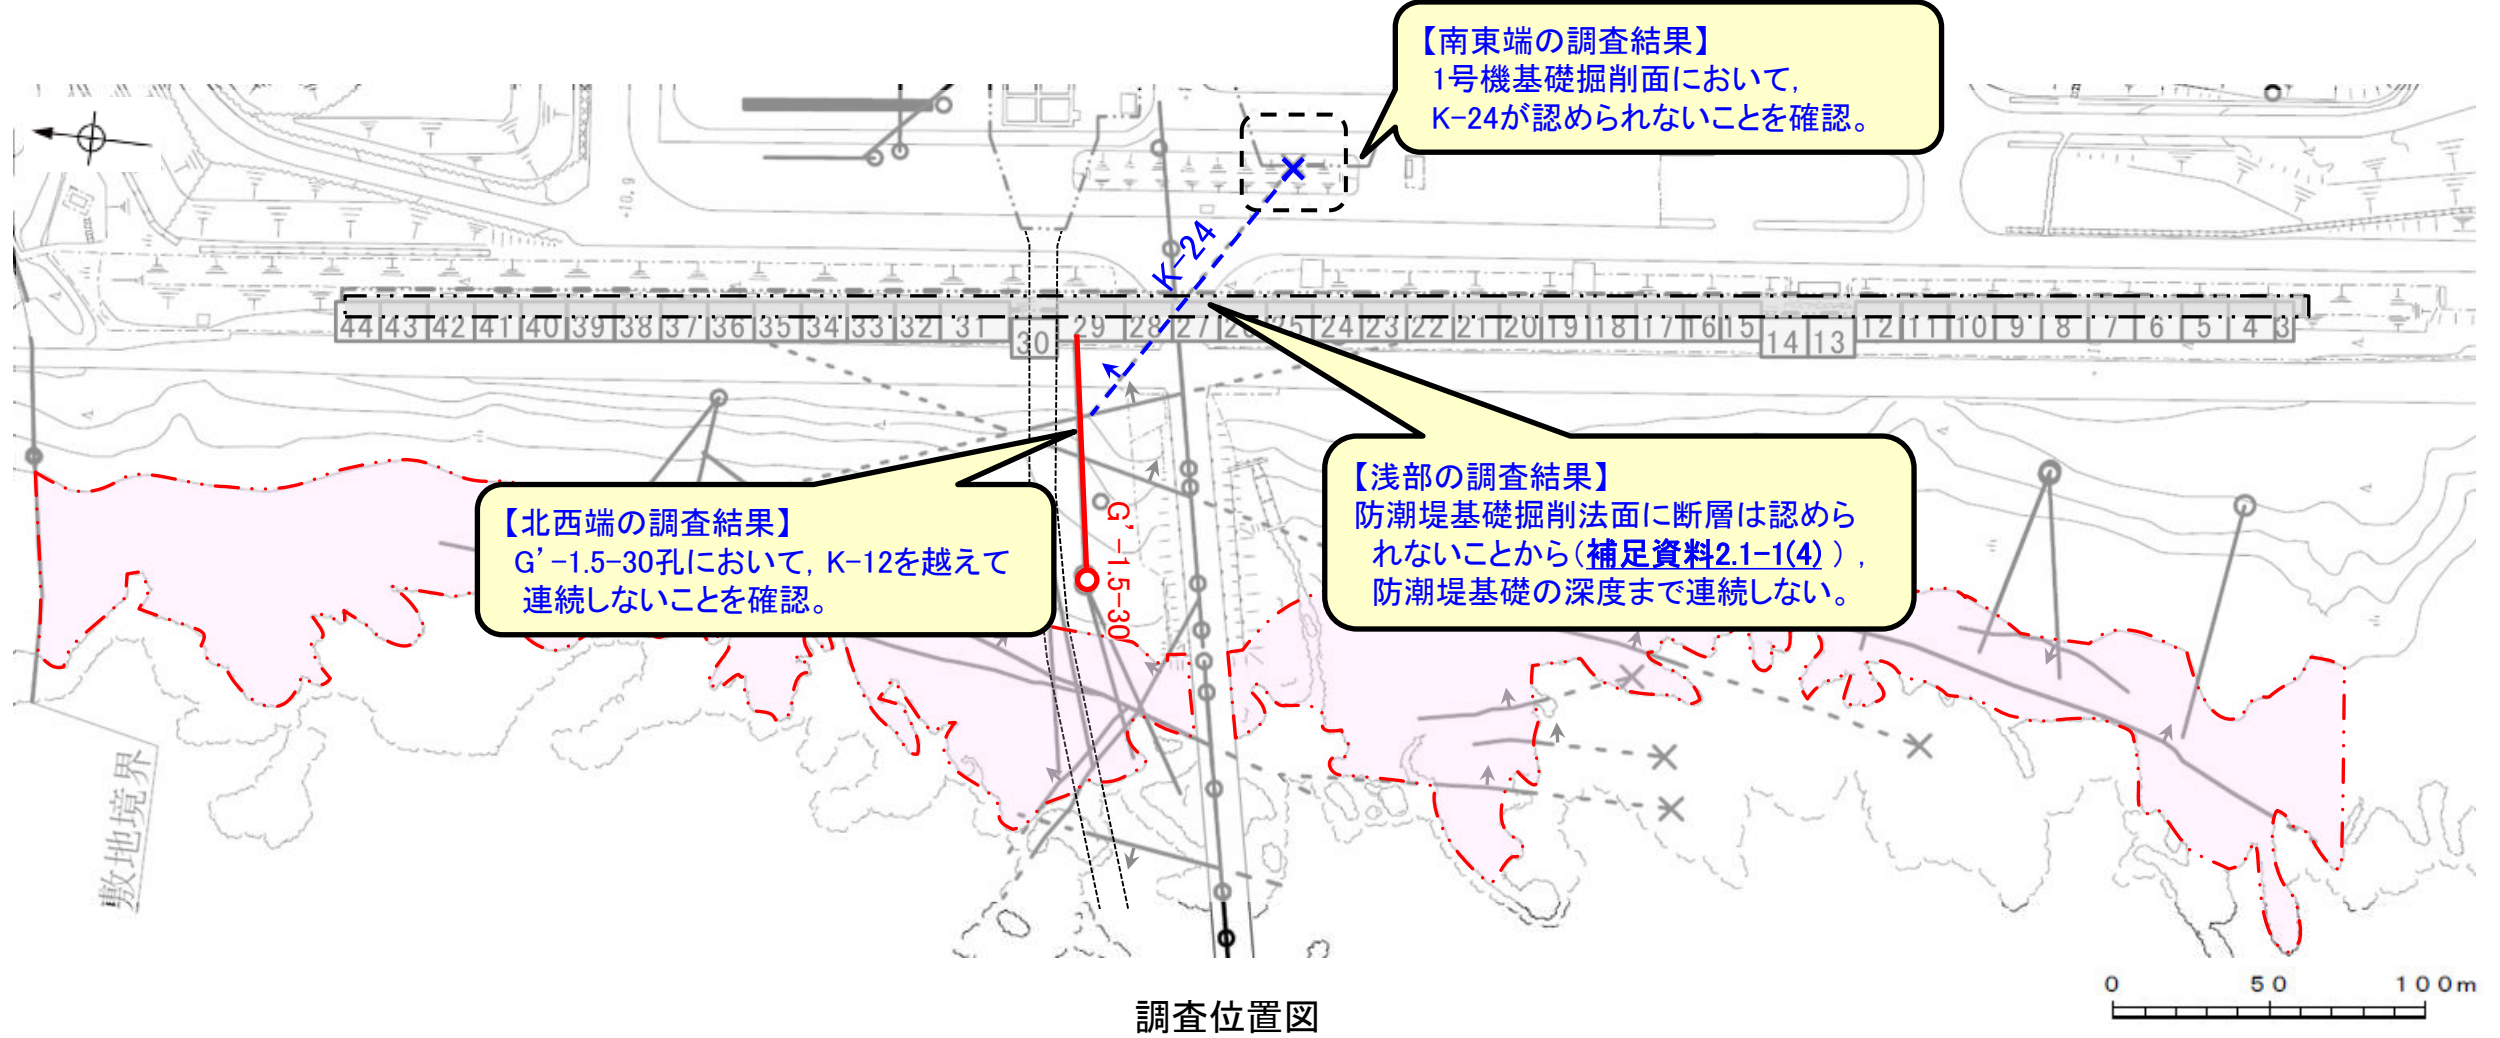 【南東端の調査結果】
1号機基礎掘削面において,
K-24が認められないことを確認。
10.9
K-24
44 43 42 41 40 39 38 37 36 35 34 33 32 31 30 29 28 27 26 25 24 23 22 21 20 19 18 17 16 15 14 13 12 11 10 9 8 7 6 5 4 3
【浅部の調査結果】
防潮堤基礎掘削法面に断層は認めら
れないことから(補足資料2.1-1(4) ),
防潮堤基礎の深度まで連続しない。
【北西端の調査結果】
G'-1.5-30孔において, K-12を越えて
連続しないことを確認。
G'-1.5-30
敷地境界
0 50 100m
調査位置図